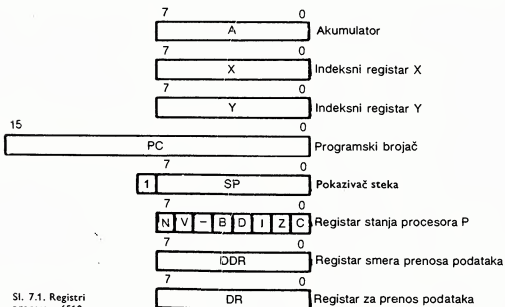 7 0
A Akumulator
7 0
X Indeksni registar X
7 0
Y Indeksni registar Y
15 0
PC Programski brojač
7 0
1 SP Pokazivač steka
7 0
N V – B D I Z C Registar stanja procesora P
7 0
DDR Registar smera prenosa podataka
7 0
DR Registar za prenos podataka
Sl. 7.1. Registri